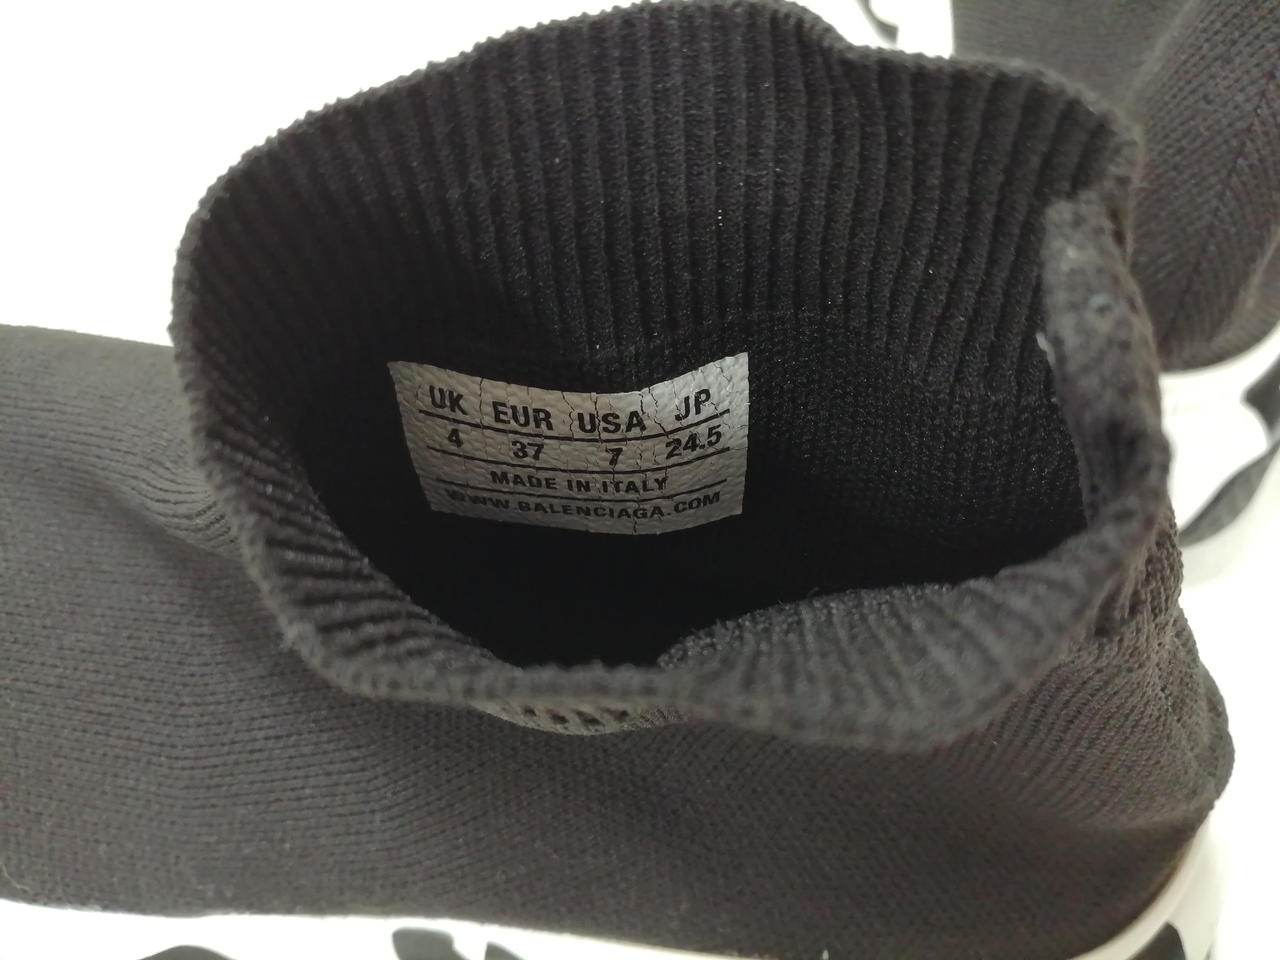 UK EUR USA JP
4 37 7 24.5
MADE IN ITALY
WWW.BALENCIAGA.COM